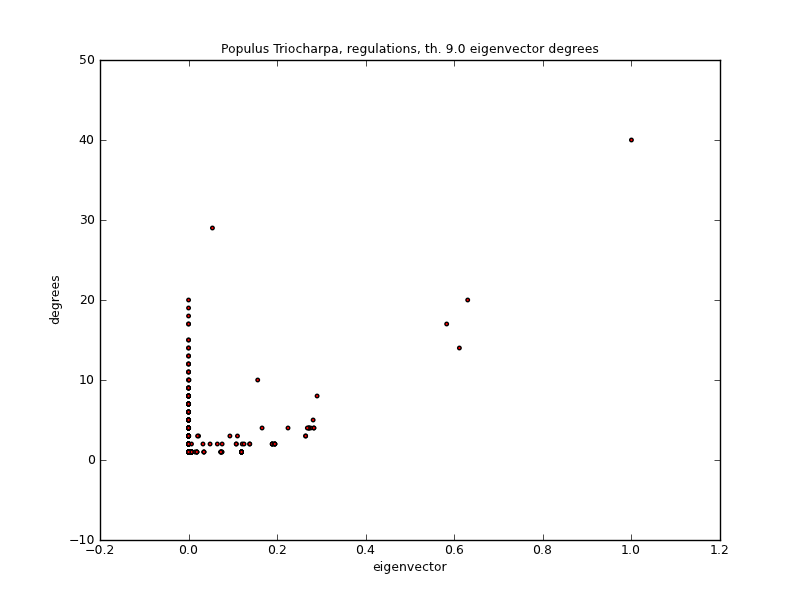 Populus Triocharpa, regulations, th. 9.0 eigenvector degrees
50
40
30
20
10
0
−10
degrees
−0.2 0.0 0.2 0.4 0.6 0.8 1.0 1.2
eigenvector